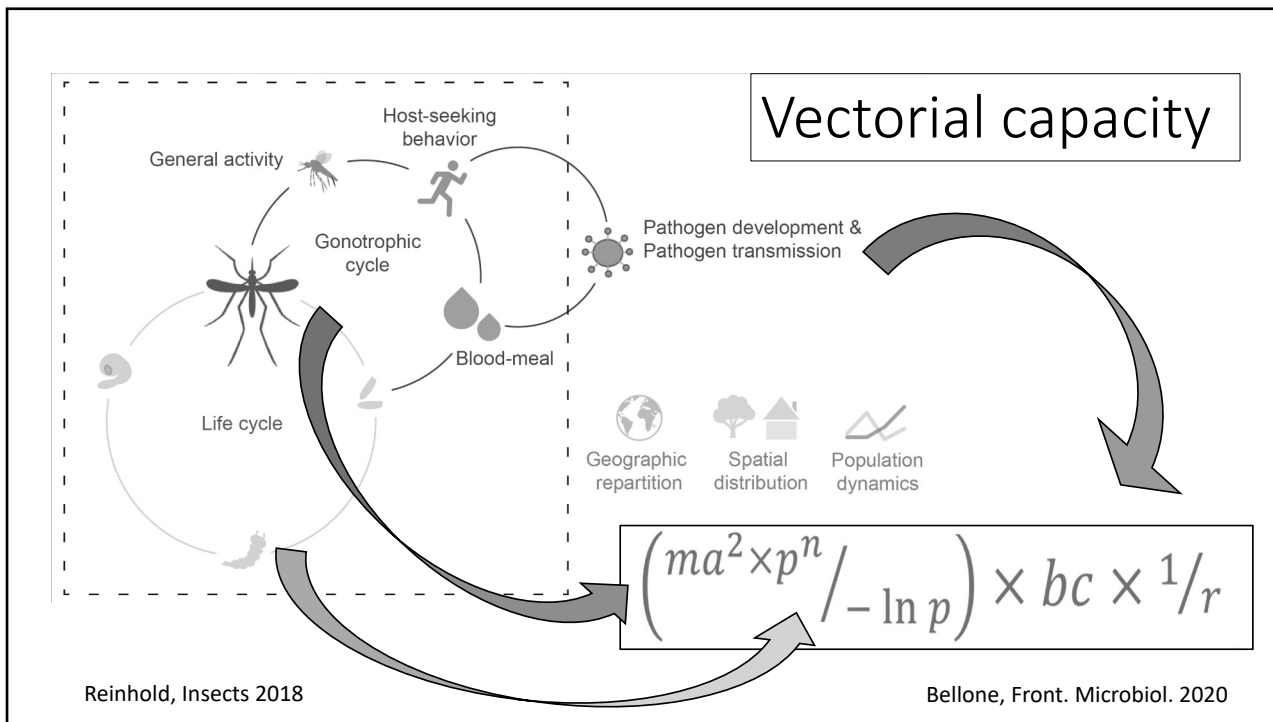 Vectorial capacity
Host-seeking
behavior
General activity
Gonotrophic
cycle
Pathogen development &
Pathogen transmission
Blood-meal
Life cycle
Geographic
repartition
Spatial
distribution
Population
dynamics
(ma²×pⁿ/− ln p) × bc × 1/r
Reinhold, Insects 2018
Bellone, Front. Microbiol. 2020